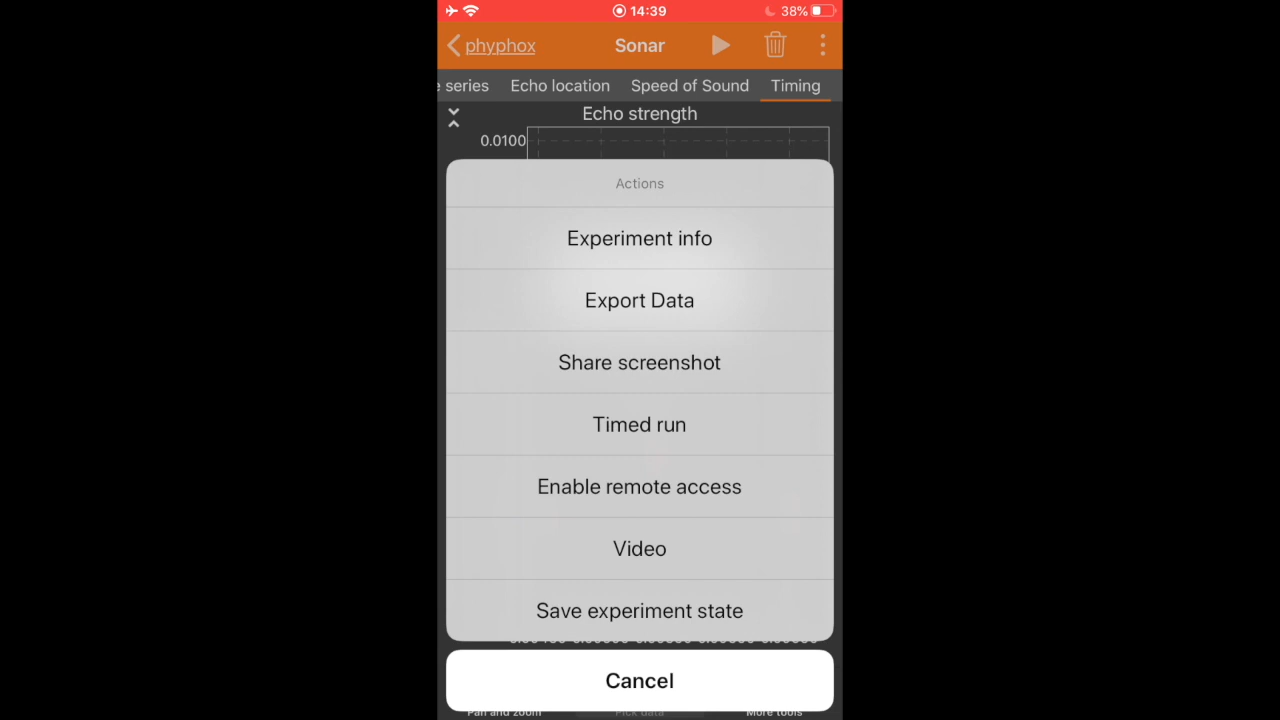 14:39 38%
phyphox Sonar
e series Echo location Speed of Sound Timing
Echo strength
0.0100
Actions
Experiment info
Export Data
Share screenshot
Timed run
Enable remote access
Video
Save experiment state
Cancel
Pan and zoom Pick data More tools